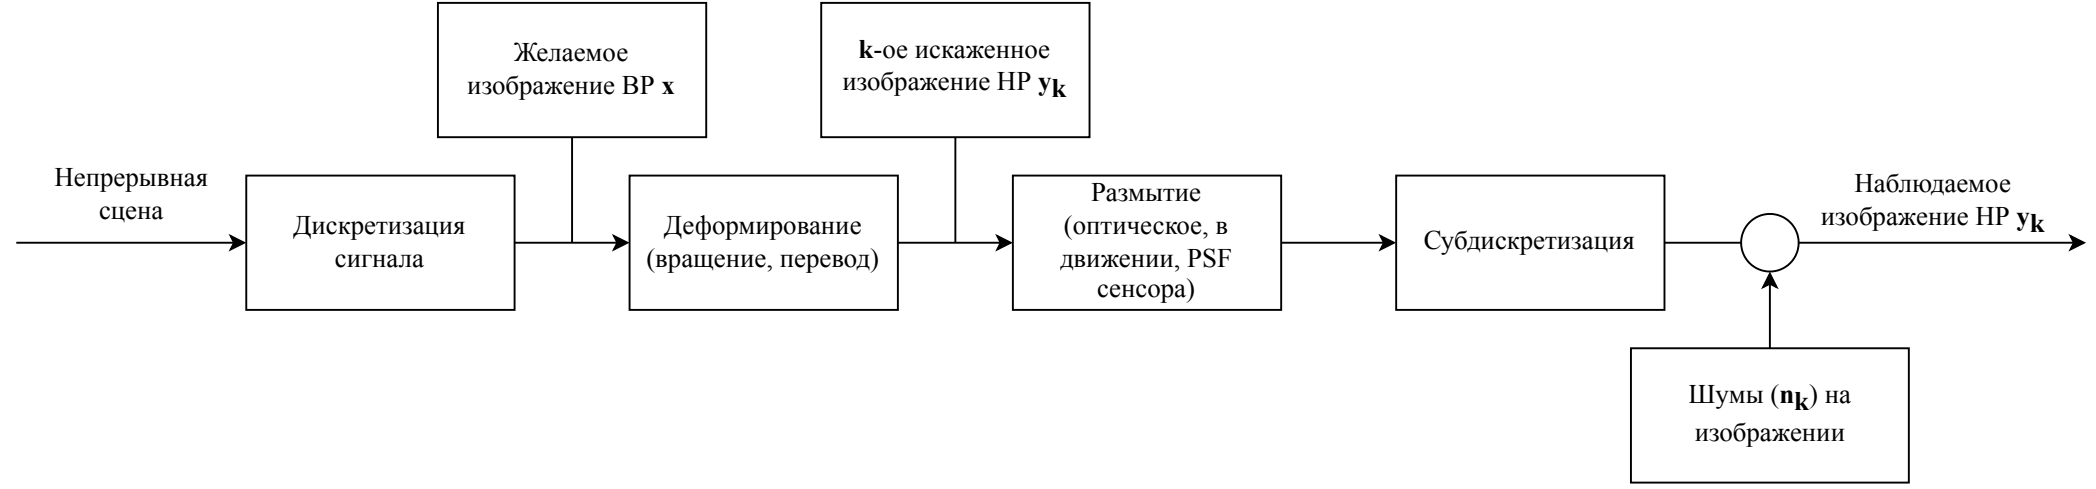 Желаемое
изображение ВР x
k-ое искаженное
изображение НР yk
Непрерывная
сцена
Дискретизация
сигнала
Деформирование
(вращение, перевод)
Размытие
(оптическое, в
движении, PSF
сенсора)
Субдискретизация
Наблюдаемое
изображение НР yk
Шумы (nk) на
изображении